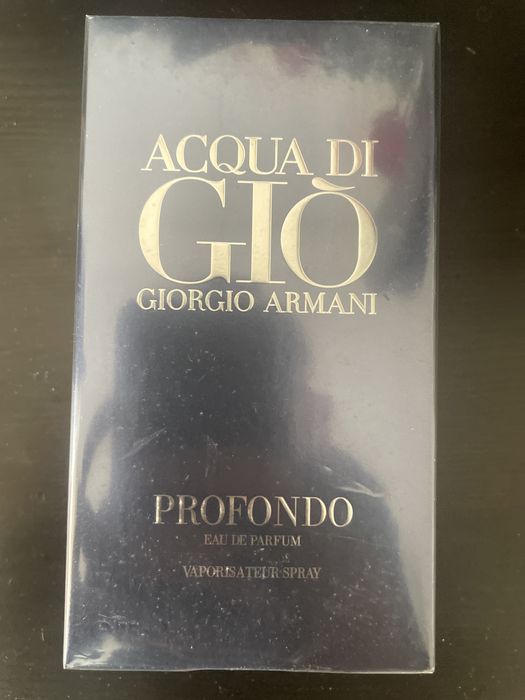 ACQUA DI
GIÒ
GIORGIO ARMANI
PROFONDO
EAU DE PARFUM
VAPORISATEUR SPRAY